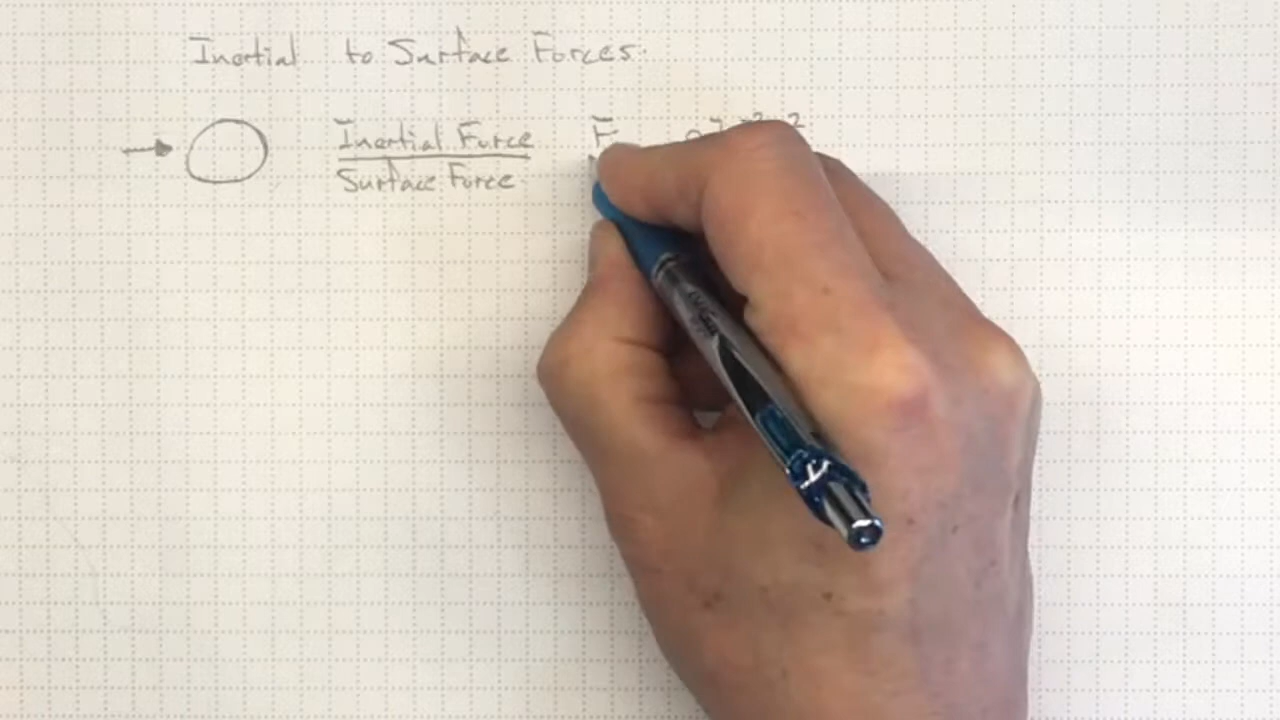 Inertial to Surface Forces.
Inertial Force F
Surface Force